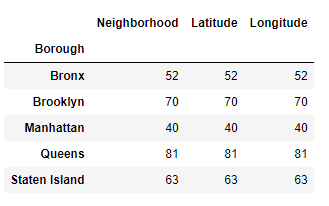 Neighborhood Latitude Longitude
Borough
Bronx 52 52 52
Brooklyn 70 70 70
Manhattan 40 40 40
Queens 81 81 81
Staten Island 63 63 63